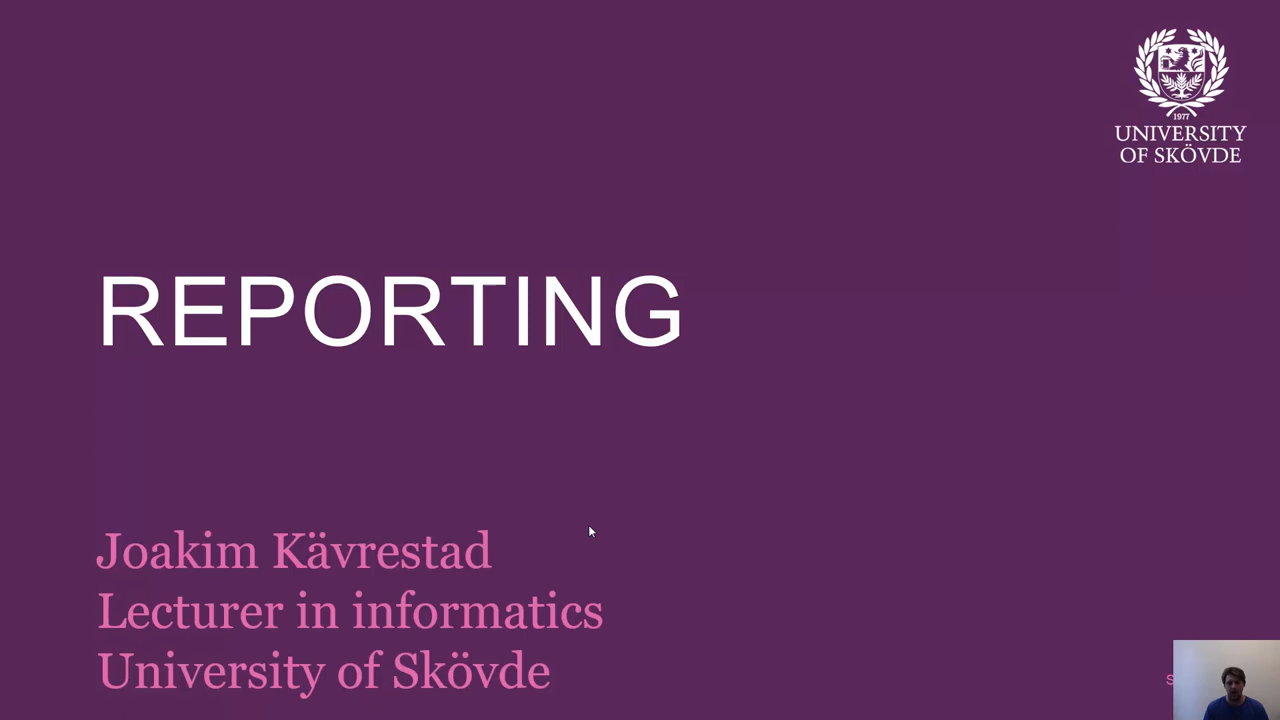 1977
UNIVERSITY
OF SKÖVDE
REPORTING
Joakim Kävrestad
Lecturer in informatics
University of Skövde